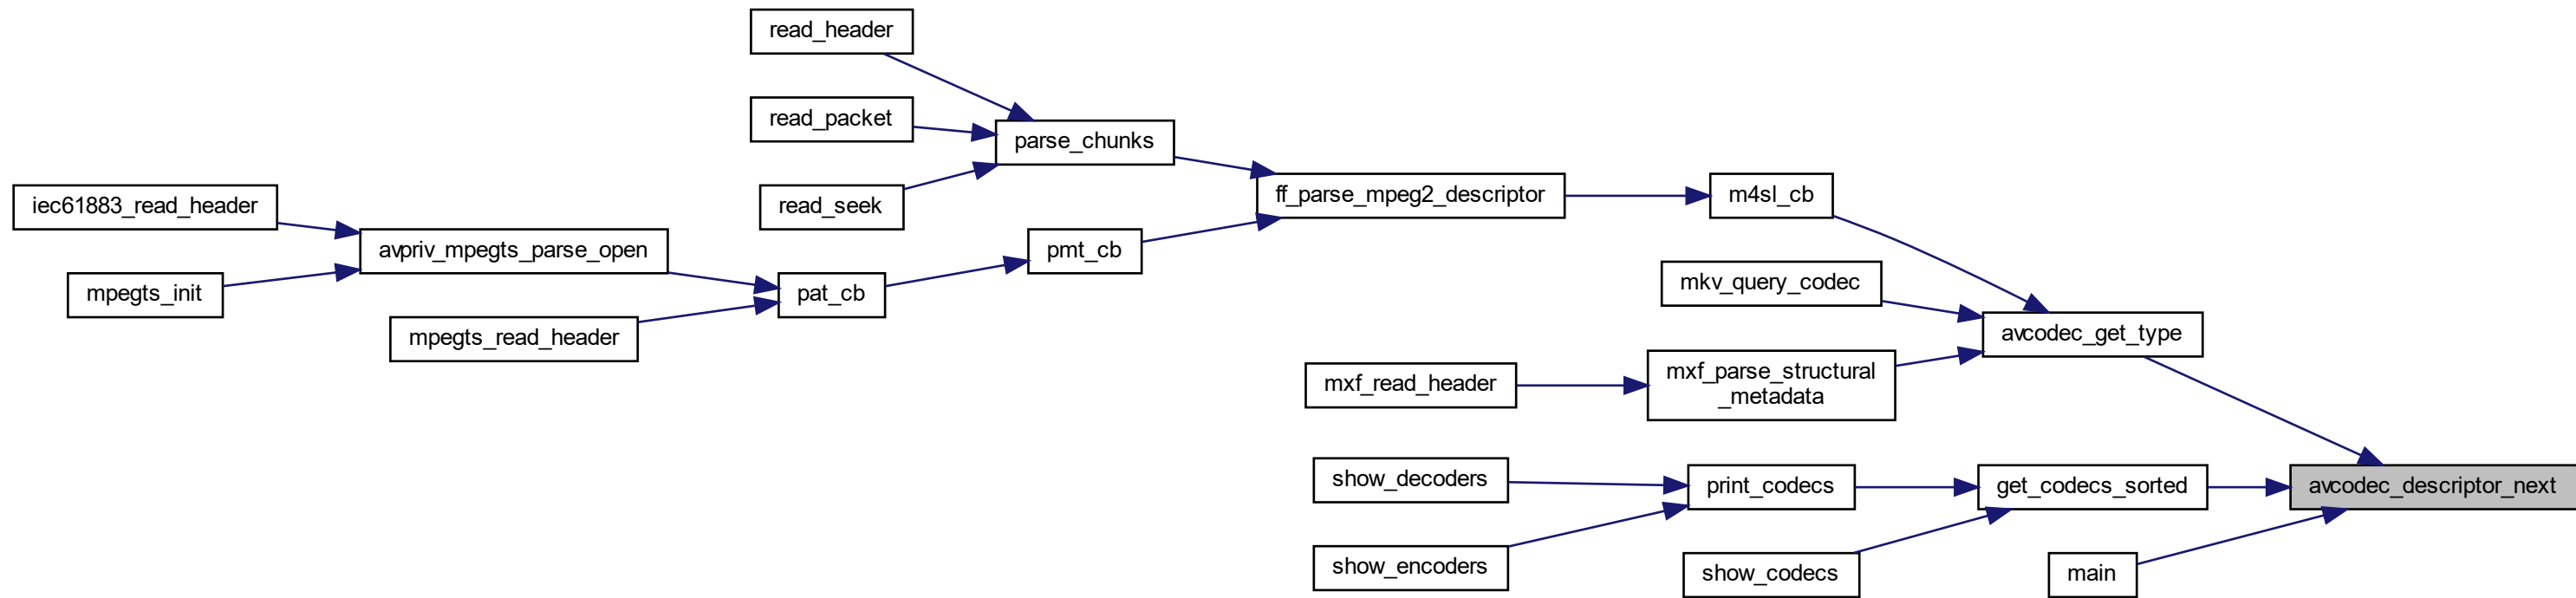 read_header
read_packet
parse_chunks
iec61883_read_header
read_seek
ff_parse_mpeg2_descriptor
m4sl_cb
avpriv_mpegts_parse_open
pmt_cb
mpegts_init
pat_cb
mkv_query_codec
mpegts_read_header
avcodec_get_type
mxf_read_header
mxf_parse_structural
_metadata
show_decoders
print_codecs
get_codecs_sorted
avcodec_descriptor_next
show_encoders
show_codecs
main